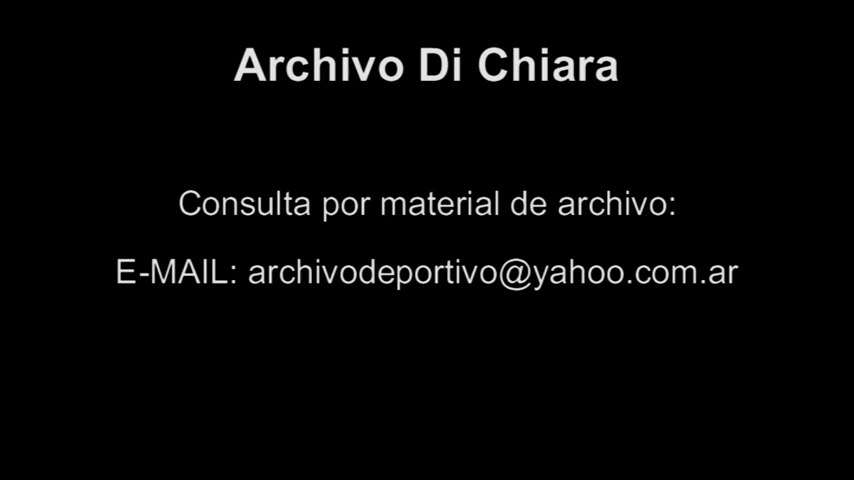 Archivo Di Chiara
Consulta por material de archivo:
E-MAIL: archivodeportivo@yahoo.com.ar